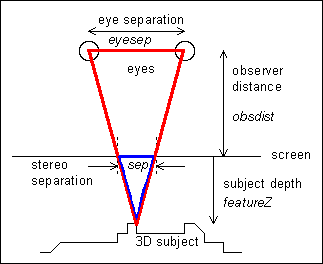 eye separation
eyesep
eyes
observer
distance
obsdist
screen
stereo
separation
sep
subject depth
featureZ
3D subject